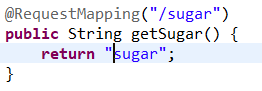 @RequestMapping("/sugar")
public String getSugar() {
    return "sugar";
}